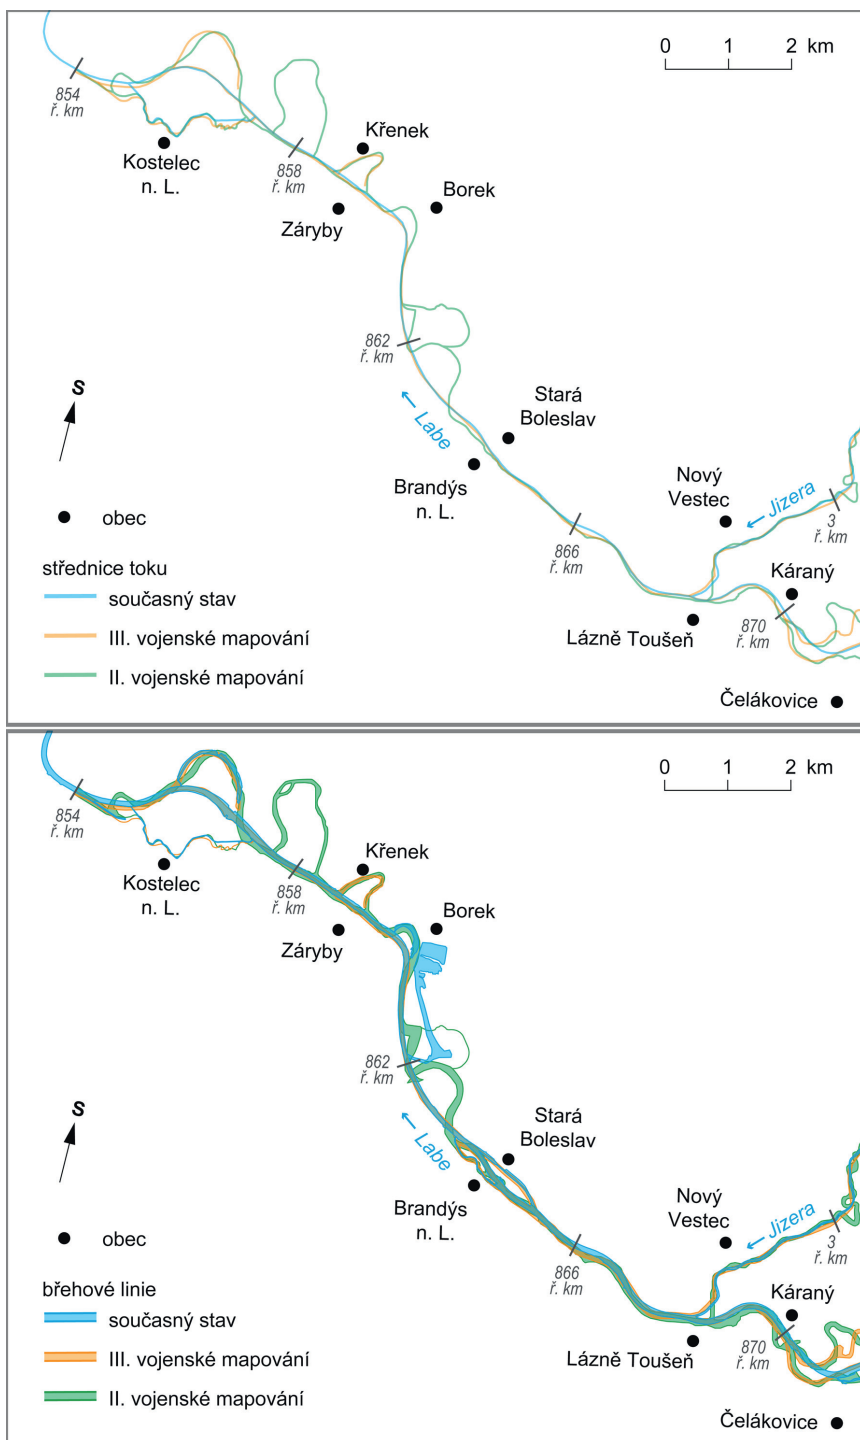 0 1 2 km
854
ř. km
Kostelec
n. L.
858
ř. km
Křenek
Záryby
Borek
862
ř. km
S
← Labe
Stará
Boleslav
Brandýs
n. L.
Nový
Vestec
← Jizera
3
ř. km
866
ř. km
Káraný
870
ř. km
Lázně Toušeň
Čelákovice
obec
střednice toku
současný stav
III. vojenské mapování
II. vojenské mapování
0 1 2 km
854
ř. km
Kostelec
n. L.
858
ř. km
Křenek
Záryby
Borek
862
ř. km
S
← Labe
Stará
Boleslav
Brandýs
n. L.
Nový
Vestec
← Jizera
3
ř. km
866
ř. km
Káraný
870
ř. km
Lázně Toušeň
Čelákovice
obec
břehové linie
současný stav
III. vojenské mapování
II. vojenské mapování